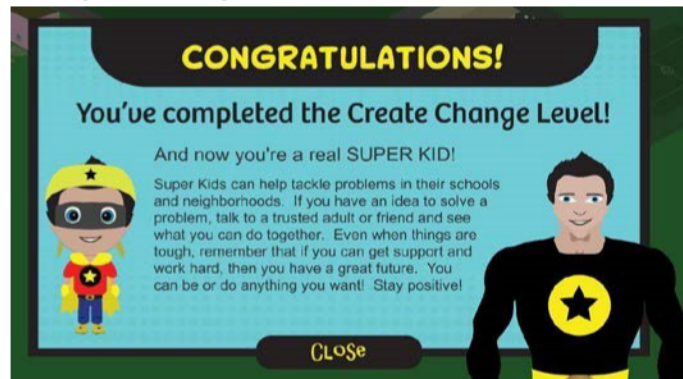 CONGRATULATIONS!
You've completed the Create Change Level!
And now you're a real SUPER KID!
Super Kids can help tackle problems in their schools
and neighborhoods. If you have an idea to solve a
problem, talk to a trusted adult or friend and see
what you can do together. Even when things are
tough, remember that if you can get support and
work hard, then you have a great future. You
can be or do anything you want! Stay positive!
CLOSe